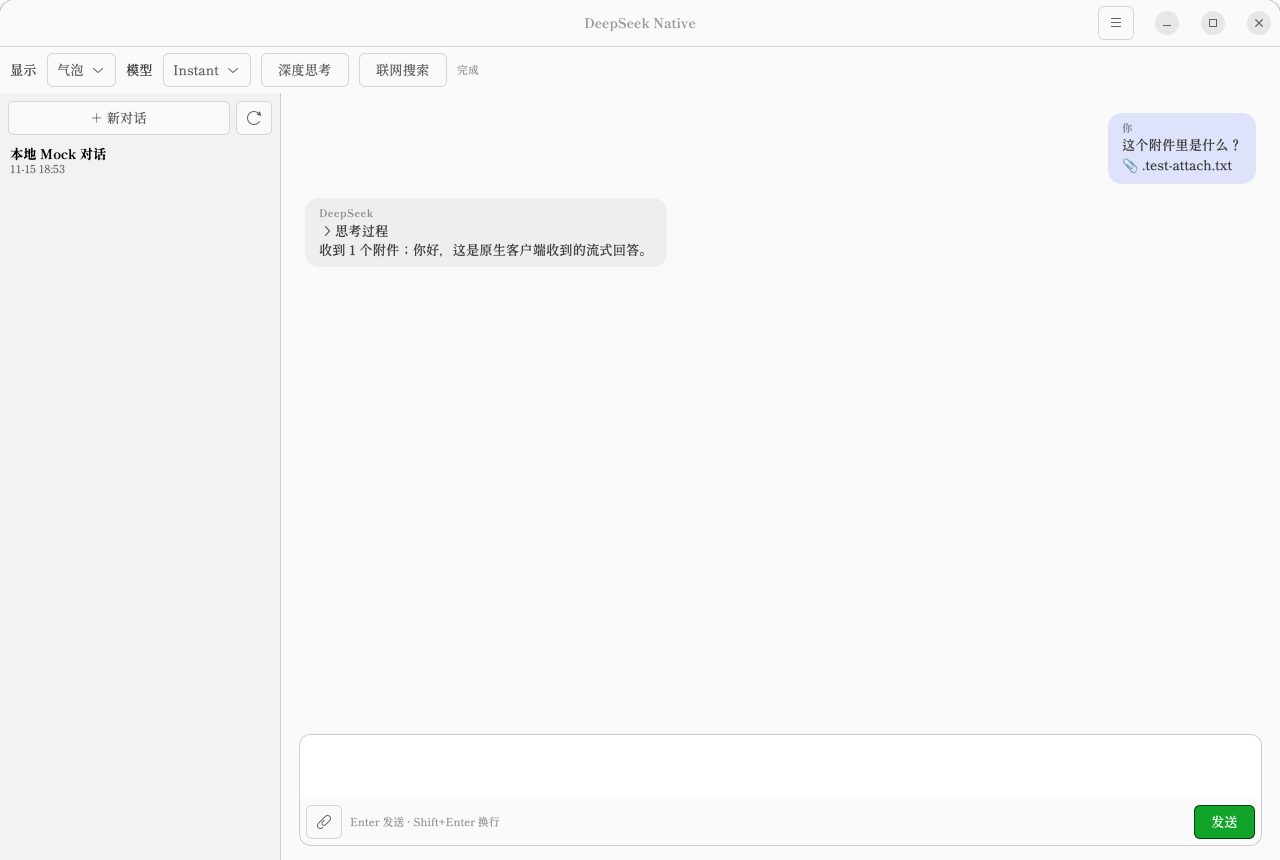 DeepSeek Native
显示 气泡 模型 Instant 深度思考 联网搜索 完成
+ 新对话
本地 Mock 对话
11-15 18:53
你
这个附件里是什么？
📎 .test-attach.txt
DeepSeek
思考过程
收到 1 个附件；你好，这是原生客户端收到的流式回答。
Enter 发送 · Shift+Enter 换行
发送